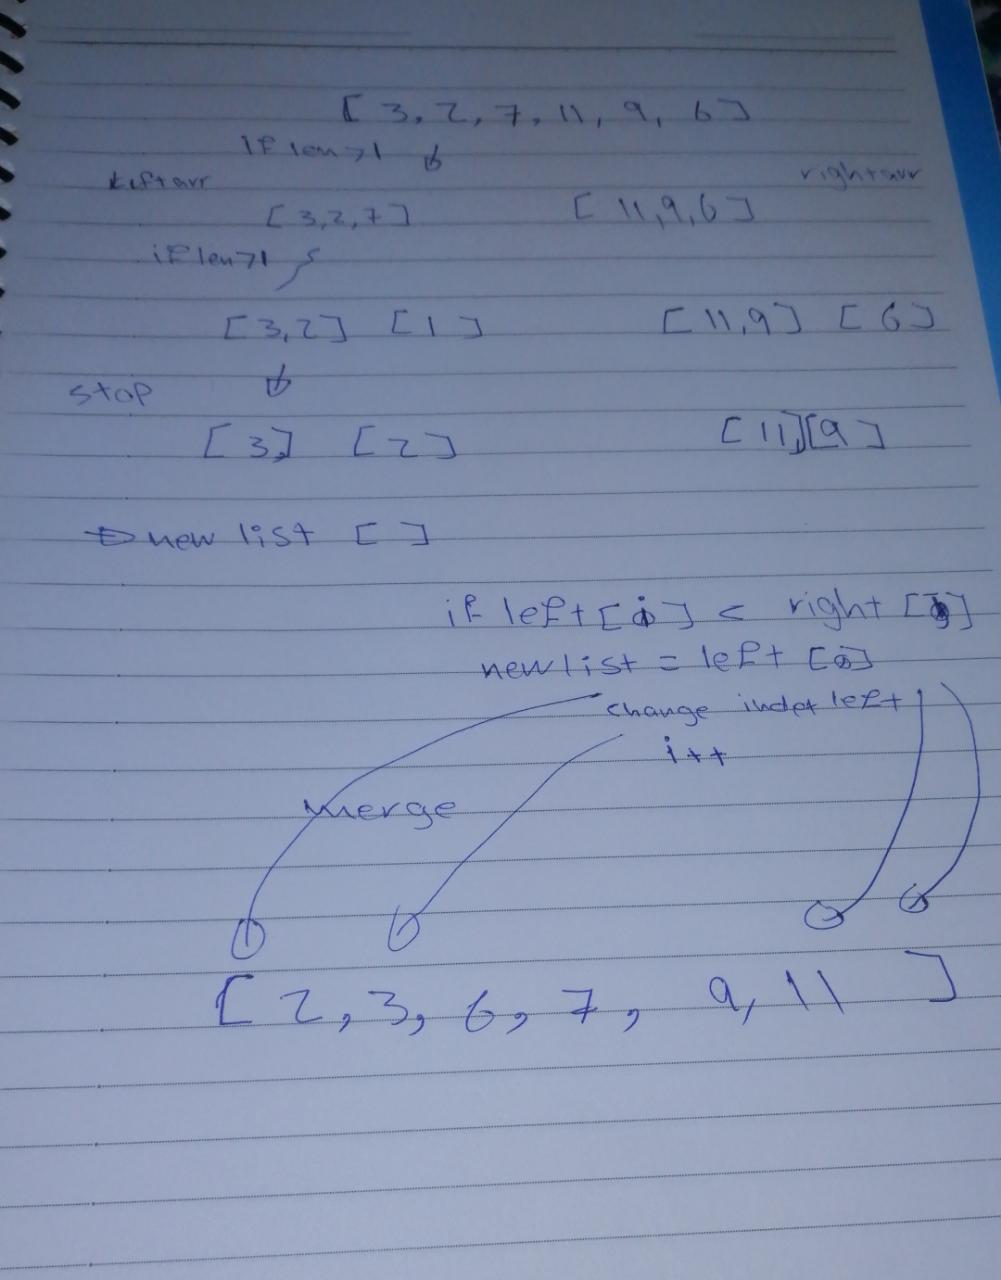 [ 3, 2, 7, 11, 9, 6 ]
if len >1
leftarr rightarr
[ 3,2,7 ] [ 11,9,6 ]
if len >1
[ 3,2 ] [ 1 ] [ 11,9 ] [ 6 ]
stop
[ 3,] [ 2 ] [ 11,][9 ]
new list [ ]
if left [ i ] < right [ j ]
newlist = left [i]
change index left
i++
merge
[ 2, 3, 6, 7, 9, 11 ]